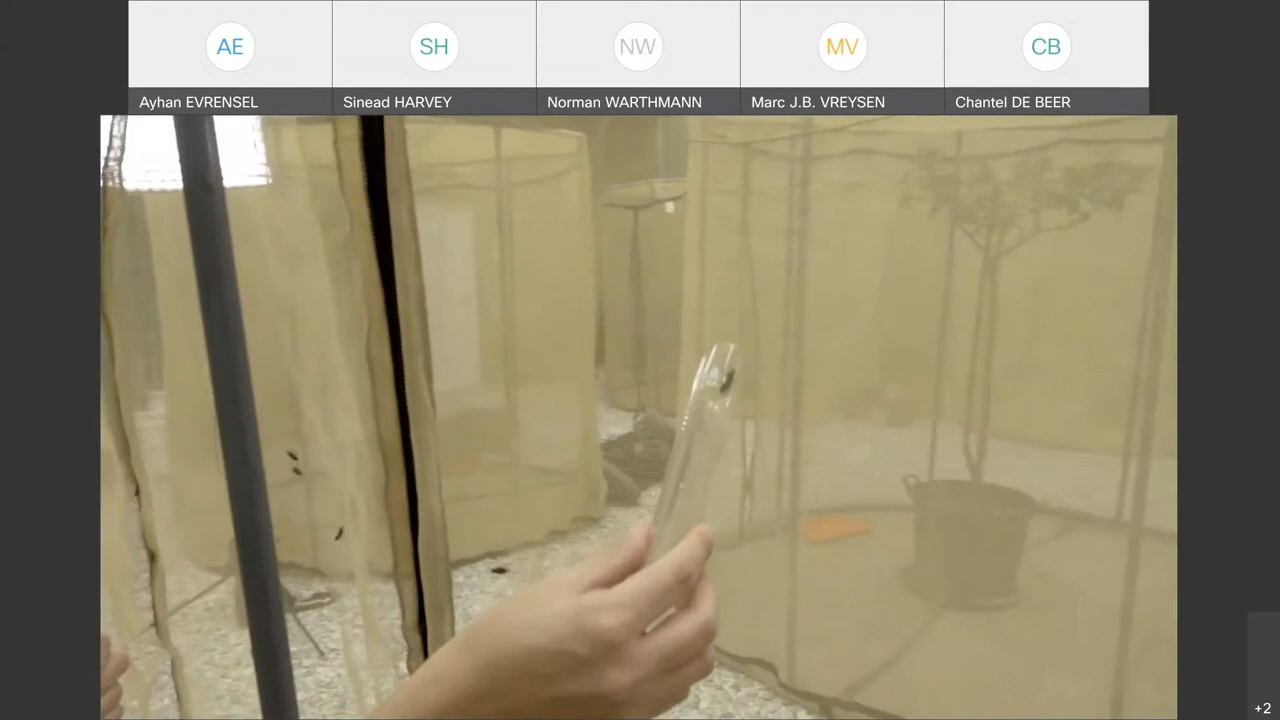 AE
SH
NW
MV
CB
Ayhan EVRENSEL
Sinead HARVEY
Norman WARTHMANN
Marc J.B. VREYSEN
Chantel DE BEER
+2